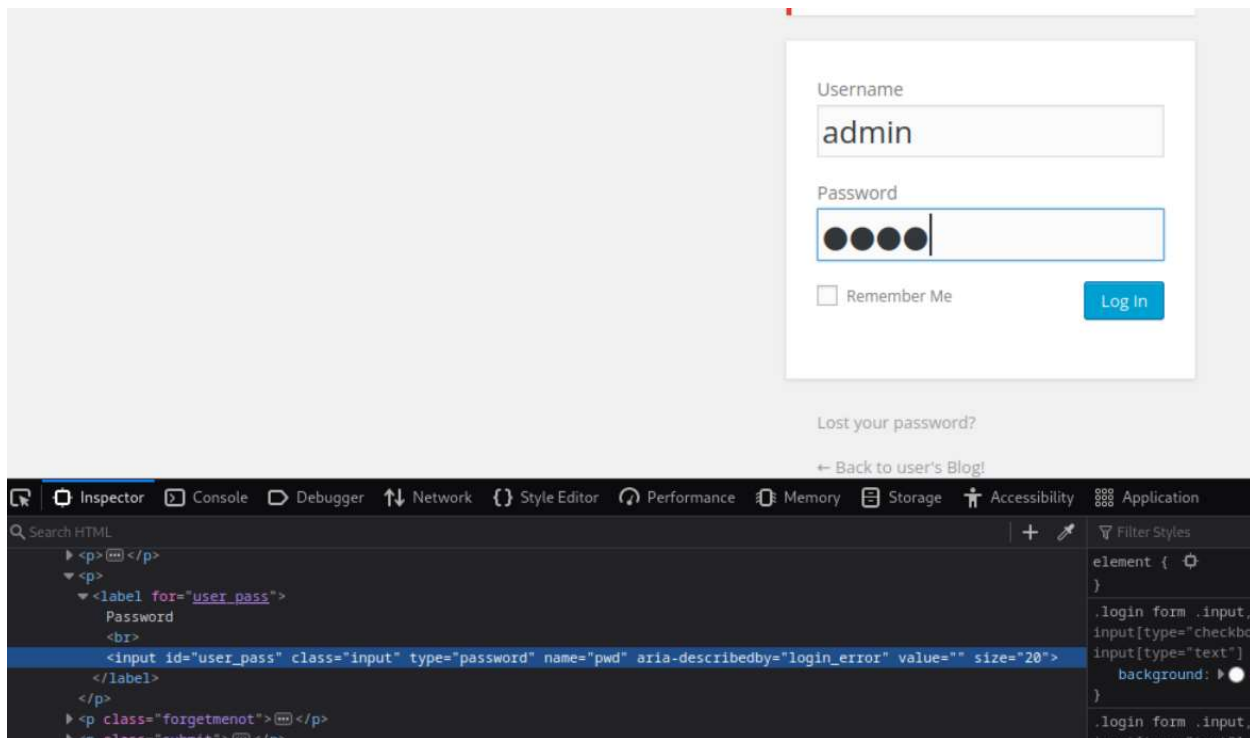 Username
admin
Password
●●●●
Remember Me
Log In
Lost your password?
← Back to user's Blog!
Inspector Console Debugger Network {} Style Editor Performance Memory Storage Accessibility Application
Search HTML
+
Filter Styles
<p></p>
<p>
<label for="user_pass">
Password
<br>
<input id="user_pass" class="input" type="password" name="pwd" aria-describedby="login_error" value="" size="20">
</label>
</p>
<p class="forgetmenot"></p>
element {
}
.login form .input,
input[type="checkbo
input[type="text"]
background:
}
.login form .input,